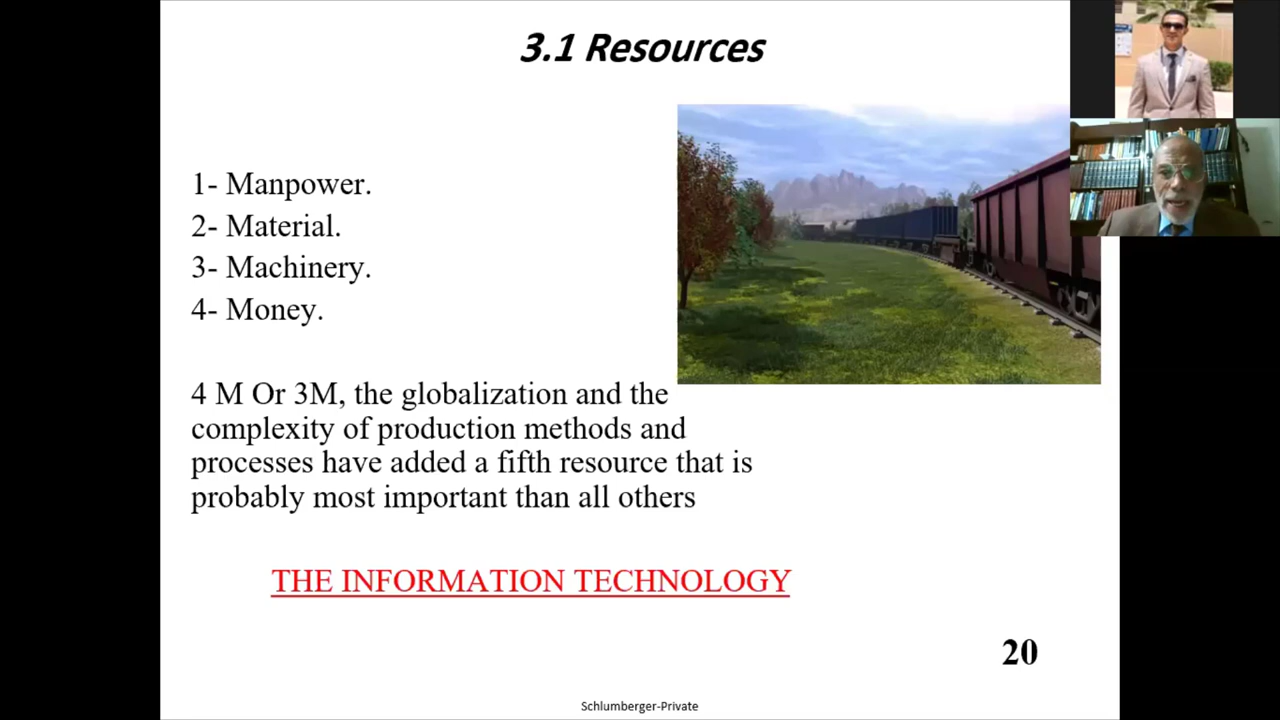 3.1 Resources
1- Manpower.
2- Material.
3- Machinery.
4- Money.
4 M Or 3M, the globalization and the
complexity of production methods and
processes have added a fifth resource that is
probably most important than all others
THE INFORMATION TECHNOLOGY
20
Schlumberger-Private